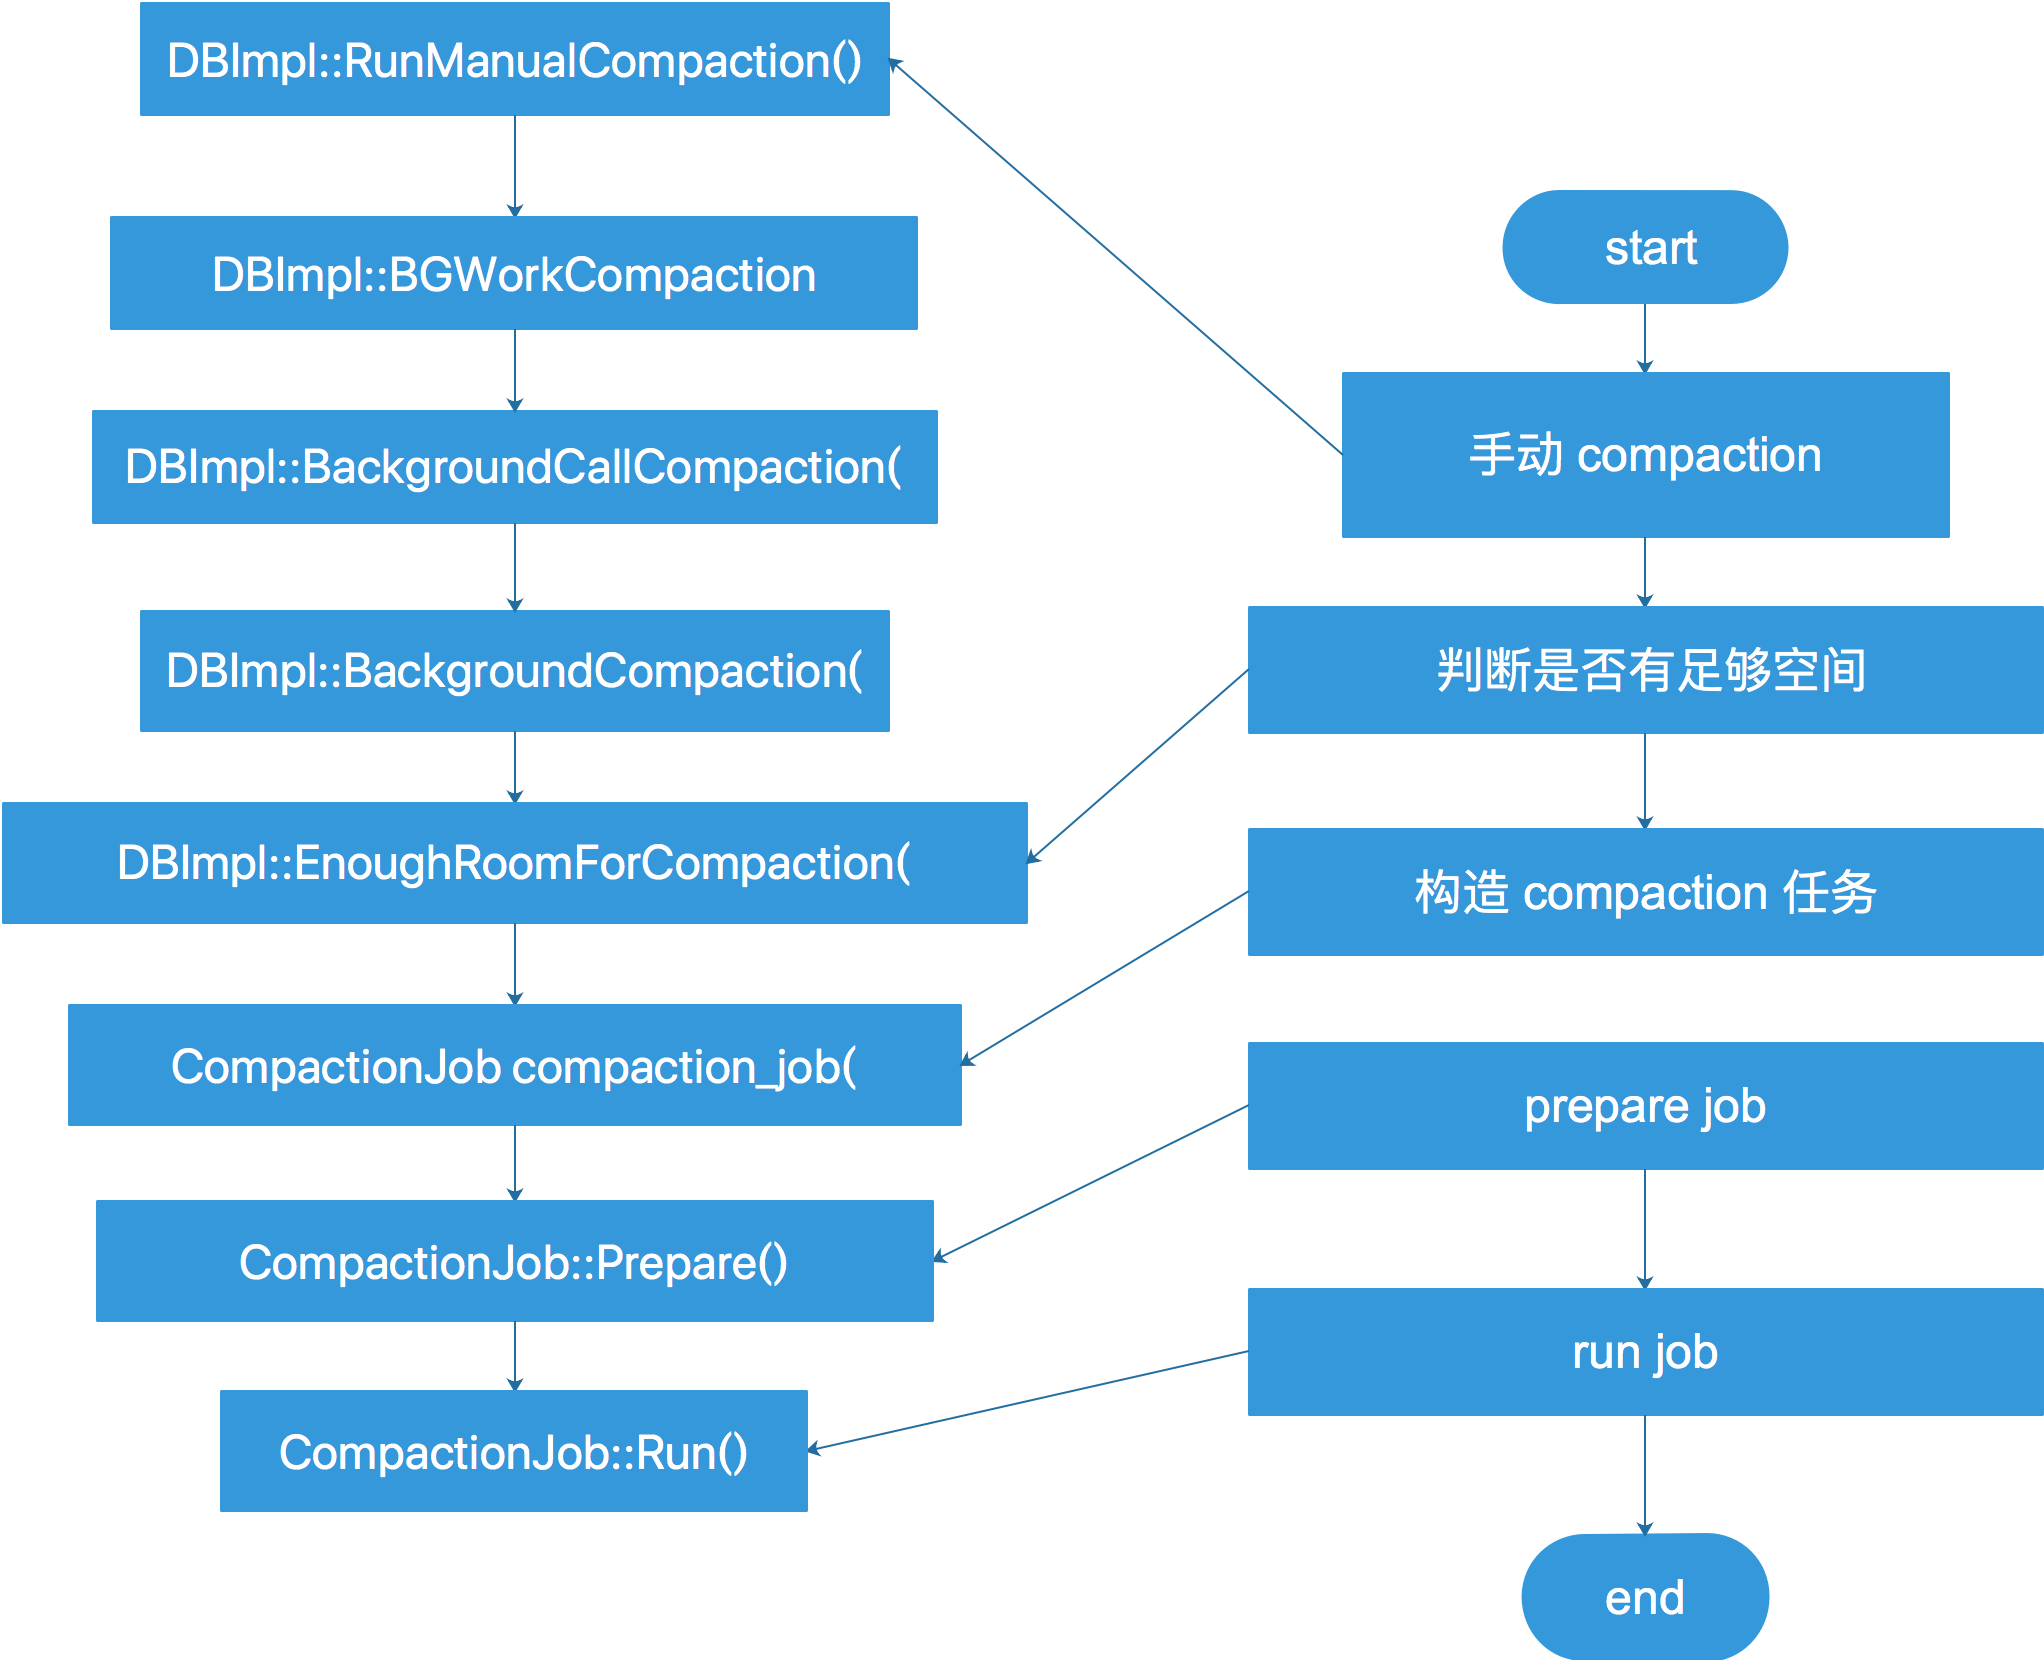 DBImpl::RunManualCompaction()
DBImpl::BGWorkCompaction
DBImpl::BackgroundCallCompaction(
DBImpl::BackgroundCompaction(
DBImpl::EnoughRoomForCompaction(
CompactionJob compaction_job(
CompactionJob::Prepare()
CompactionJob::Run()
start
手动 compaction
判断是否有足够空间
构造 compaction 任务
prepare job
run job
end